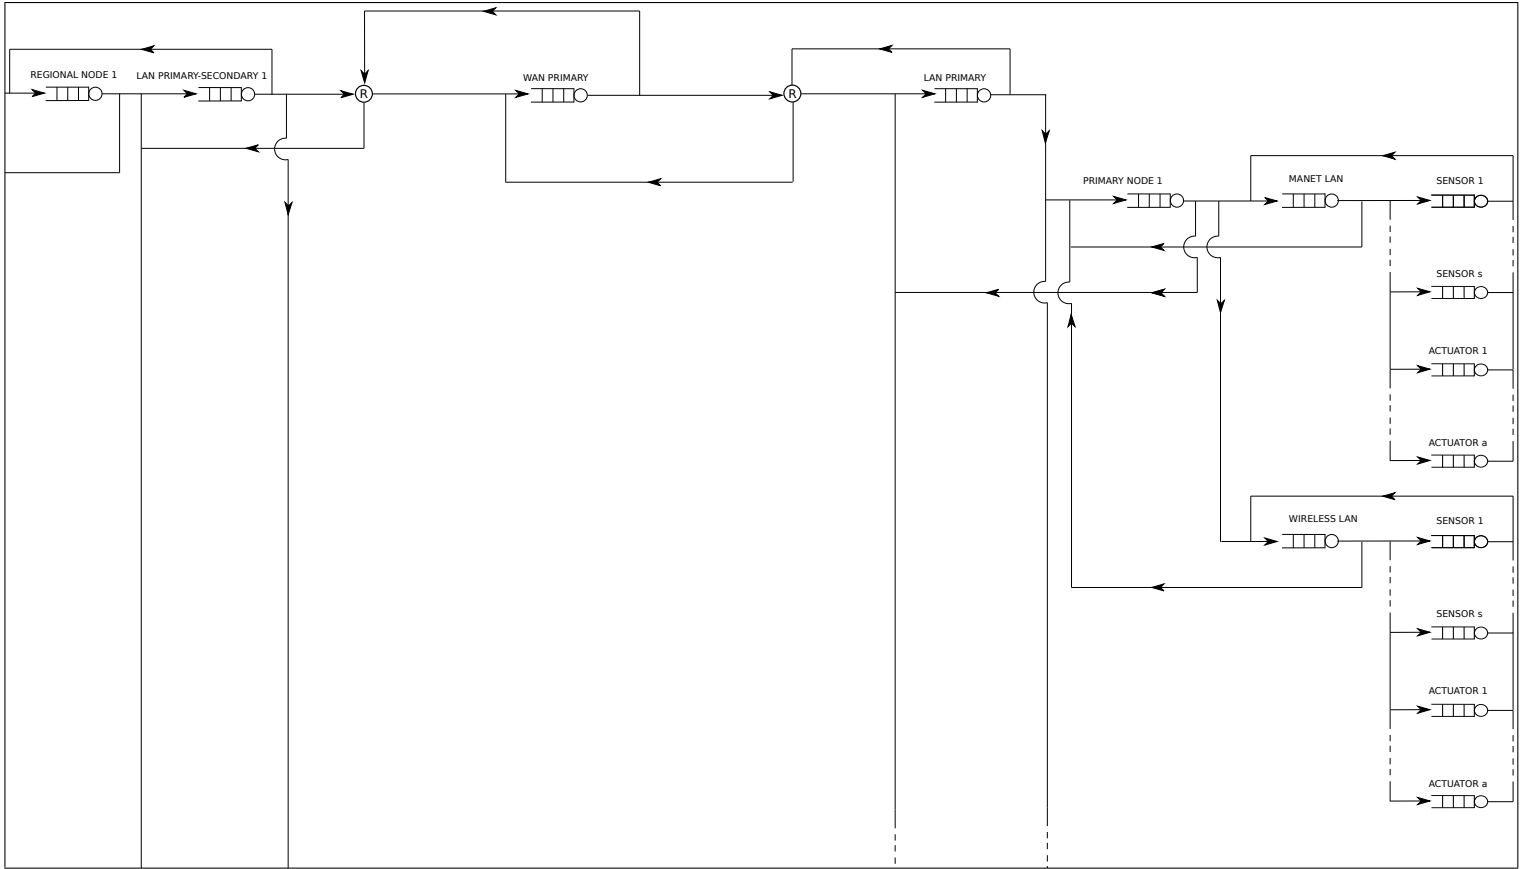 REGIONAL NODE 1
LAN PRIMARY-SECONDARY 1
R
WAN PRIMARY
R
LAN PRIMARY
PRIMARY NODE 1
MANET LAN
SENSOR 1
SENSOR s
ACTUATOR 1
ACTUATOR a
WIRELESS LAN
SENSOR 1
SENSOR s
ACTUATOR 1
ACTUATOR a